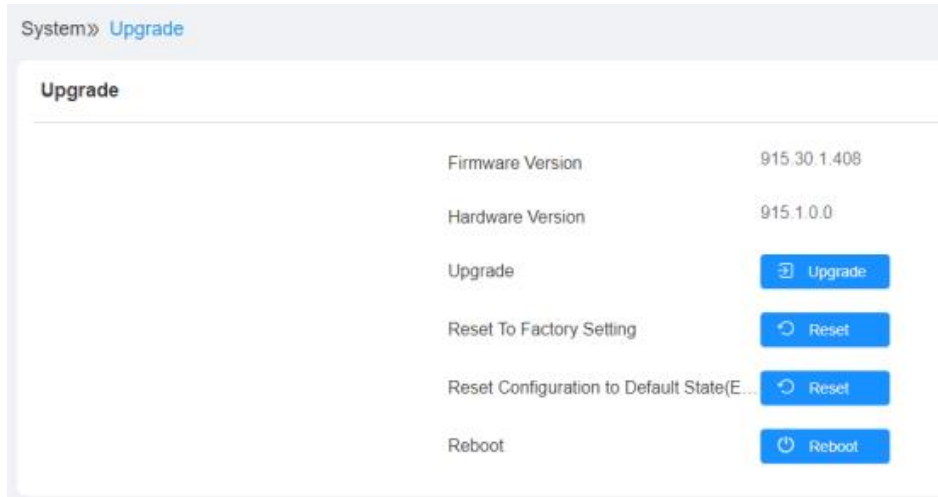 System» Upgrade
Upgrade
Firmware Version 915.30.1.408
Hardware Version 915.1.0.0
Upgrade Upgrade
Reset To Factory Setting Reset
Reset Configuration to Default State(E... Reset
Reboot Reboot